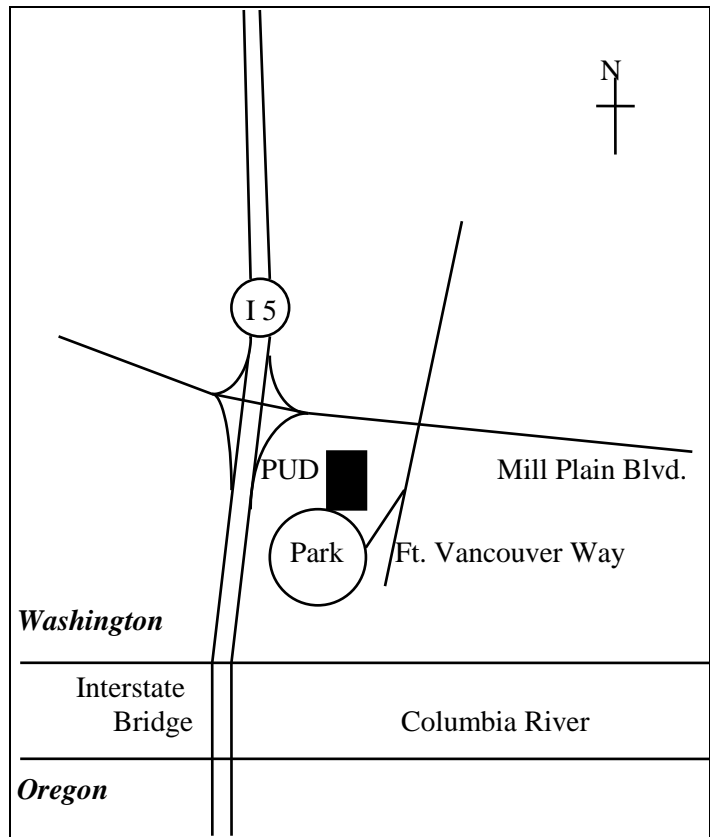 N
I 5
PUD
Mill Plain Blvd.
Park
Ft. Vancouver Way
Washington
Interstate
Bridge
Columbia River
Oregon